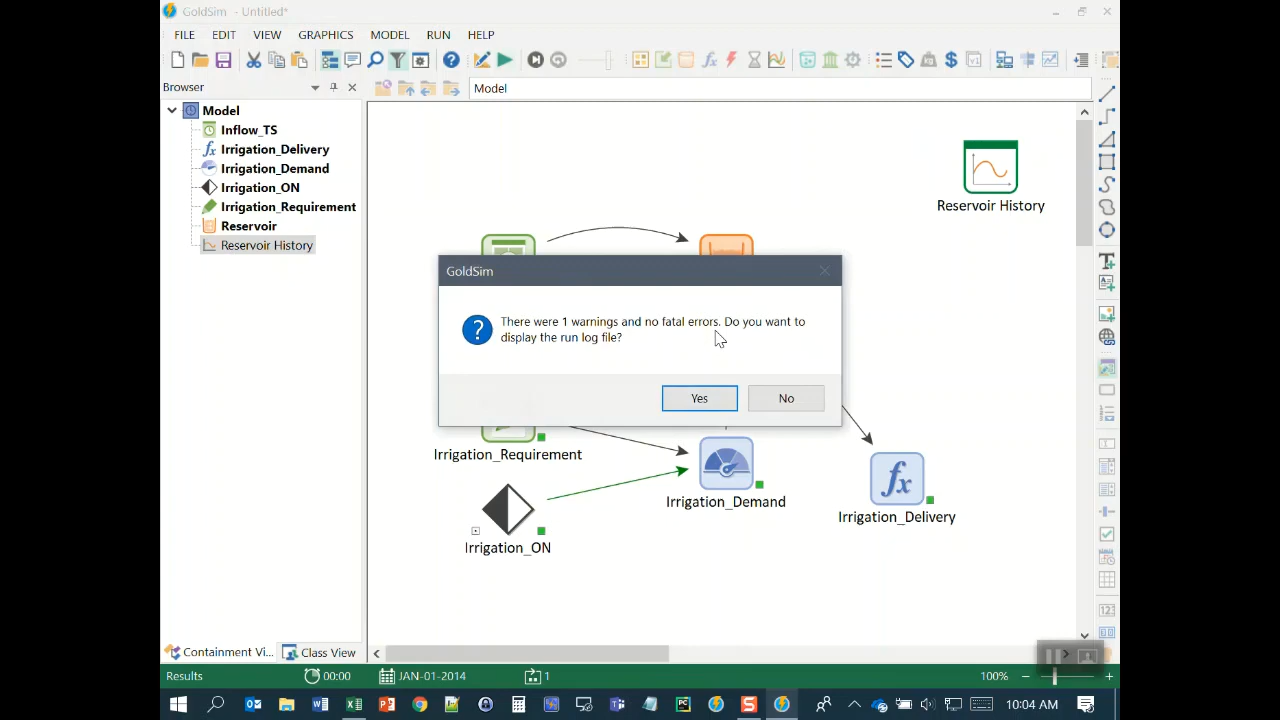 GoldSim - Untitled*
FILE EDIT VIEW GRAPHICS MODEL RUN HELP
Browser
Model
Model
Inflow_TS
Irrigation_Delivery
Irrigation_Demand
Irrigation_ON
Irrigation_Requirement
Reservoir
Reservoir History
Reservoir History
GoldSim
There were 1 warnings and no fatal errors. Do you want to
display the run log file?
Yes No
Irrigation_Requirement
Irrigation_Demand
Irrigation_Delivery
Irrigation_ON
Containment Vi... Class View
Results 00:00 JAN-01-2014 1 100%
10:04 AM